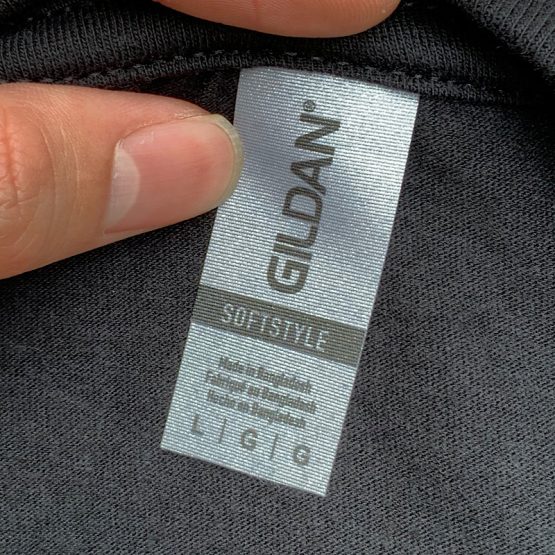 GILDAN®
SOFTSTYLE
Made in Bangladesh
Fabriqué au Bangladesh
Hecho en Bangladesh
L | G | G